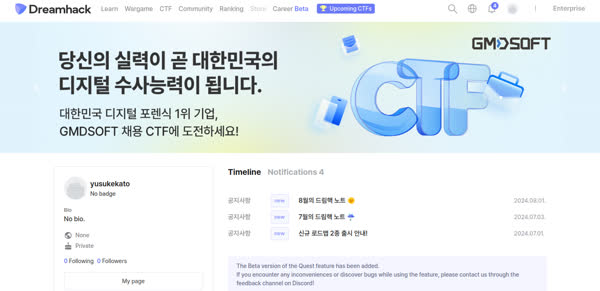 Dreamhack Learn Wargame CTF Community Ranking Store Career Beta Upcoming CTFs 4 Enterprise
당신의 실력이 곧 대한민국의
디지털 수사능력이 됩니다.
대한민국 디지털 포렌식 1위 기업,
GMDSOFT 채용 CTF에 도전하세요!
GMDSOFT
CTF
yusukekato
No badge
Bio
No bio.
None
Private
0 Following 0 Followers
My page
Timeline Notifications 4
공지사항 new 8월의 드림핵 노트 2024.08.01.
공지사항 new 7월의 드림핵 노트 2024.07.03.
공지사항 new 신규 로드맵 2종 출시 안내! 2024.07.01.
The Beta version of the Quest feature has been added.
If you encounter any inconveniences or discover bugs while using the feature, please contact us through the
feedback channel on Discord!